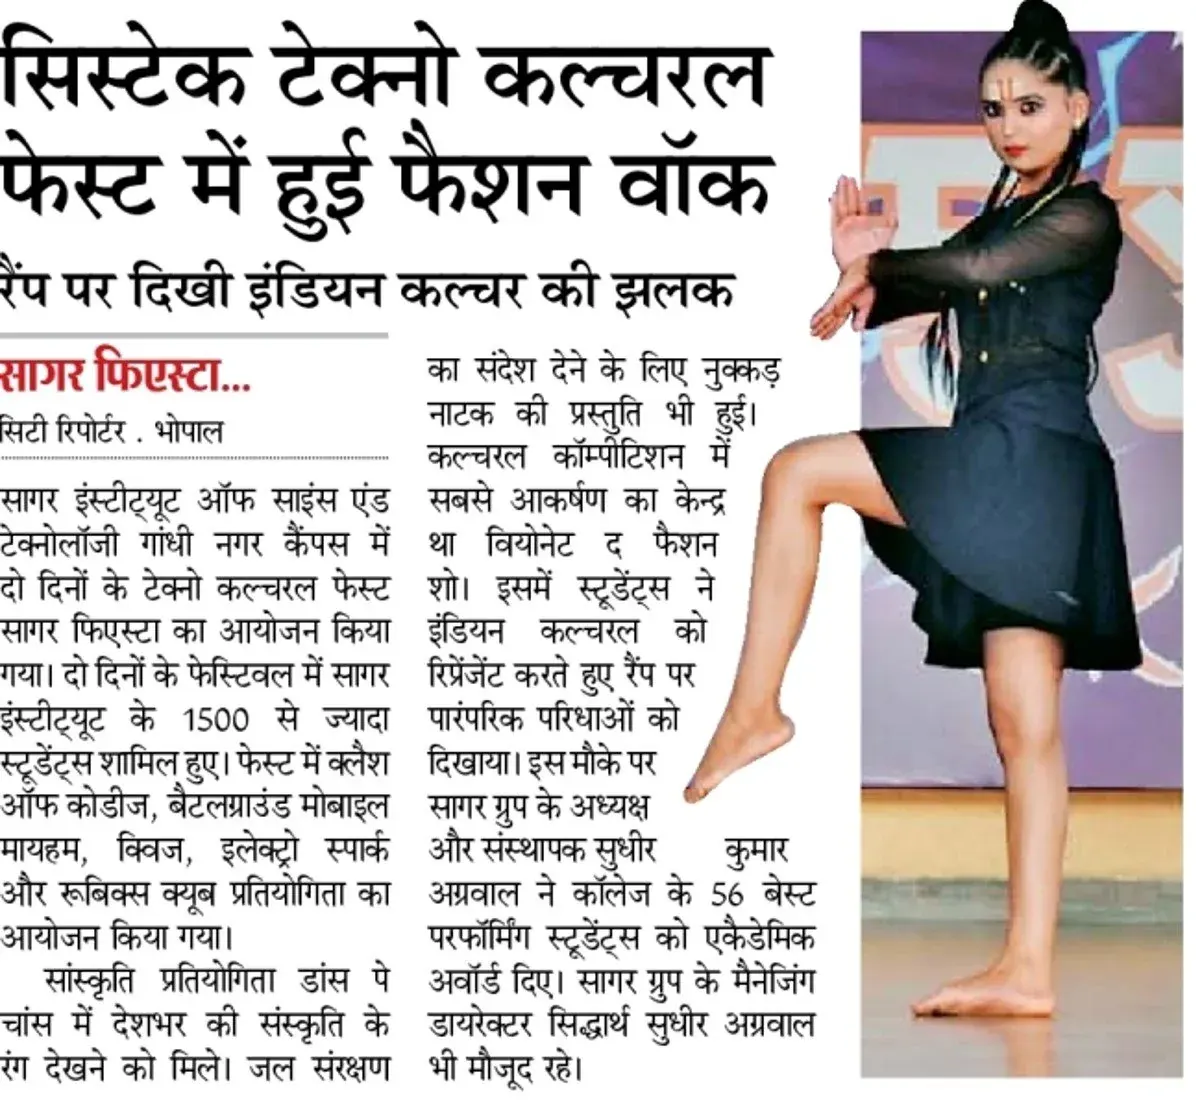 सिस्टेक टेक्नो कल्चरल
फेस्ट में हुई फैशन वॉक
रैंप पर दिखी इंडियन कल्चर की झलक
सागर फिएस्टा...
सिटी रिपोर्टर . भोपाल
सागर इंस्टीट्यूट ऑफ साइंस एंड
टेक्नोलॉजी गांधी नगर कैंपस में
दो दिनों के टेक्नो कल्चरल फेस्ट
सागर फिएस्टा का आयोजन किया
गया। दो दिनों के फेस्टिवल में सागर
इंस्टीट्यूट के 1500 से ज्यादा
स्टूडेंट्स शामिल हुए। फेस्ट में क्लैश
ऑफ कोडीज, बैटलग्राउंड मोबाइल
मायहम, क्विज, इलेक्ट्रो स्पार्क
और रूबिक्स क्यूब प्रतियोगिता का
आयोजन किया गया।
सांस्कृति प्रतियोगिता डांस पे
चांस में देशभर की संस्कृति के
रंग देखने को मिले। जल संरक्षण
का संदेश देने के लिए नुक्कड़
नाटक की प्रस्तुति भी हुई।
कल्चरल कॉम्पीटिशन में
सबसे आकर्षण का केन्द्र
था वियोनेट द फैशन
शो। इसमें स्टूडेंट्स ने
इंडियन कल्चरल को
रिप्रेंजेंट करते हुए रैंप पर
पारंपरिक परिधाओं को
दिखाया। इस मौके पर
सागर ग्रुप के अध्यक्ष
और संस्थापक सुधीर कुमार
अग्रवाल ने कॉलेज के 56 बेस्ट
परफॉर्मिंग स्टूडेंट्स को एकैडेमिक
अवॉर्ड दिए। सागर ग्रुप के मैनेजिंग
डायरेक्टर सिद्धार्थ सुधीर अग्रवाल
भी मौजूद रहे।